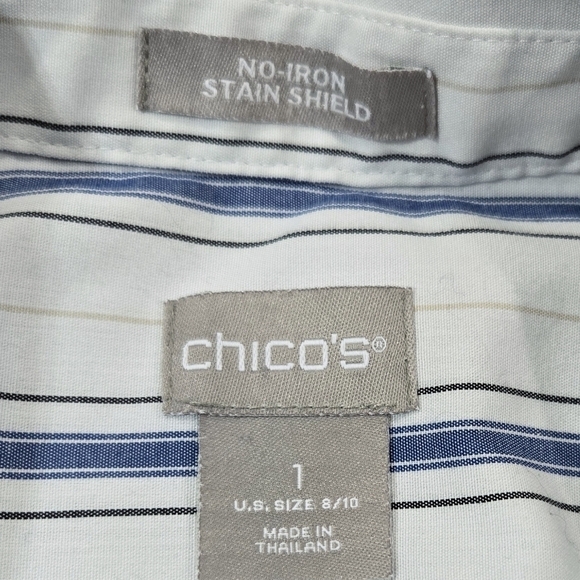 NO-IRON
STAIN SHIELD
chico's®
1
U.S. SIZE 8/10
MADE IN
THAILAND